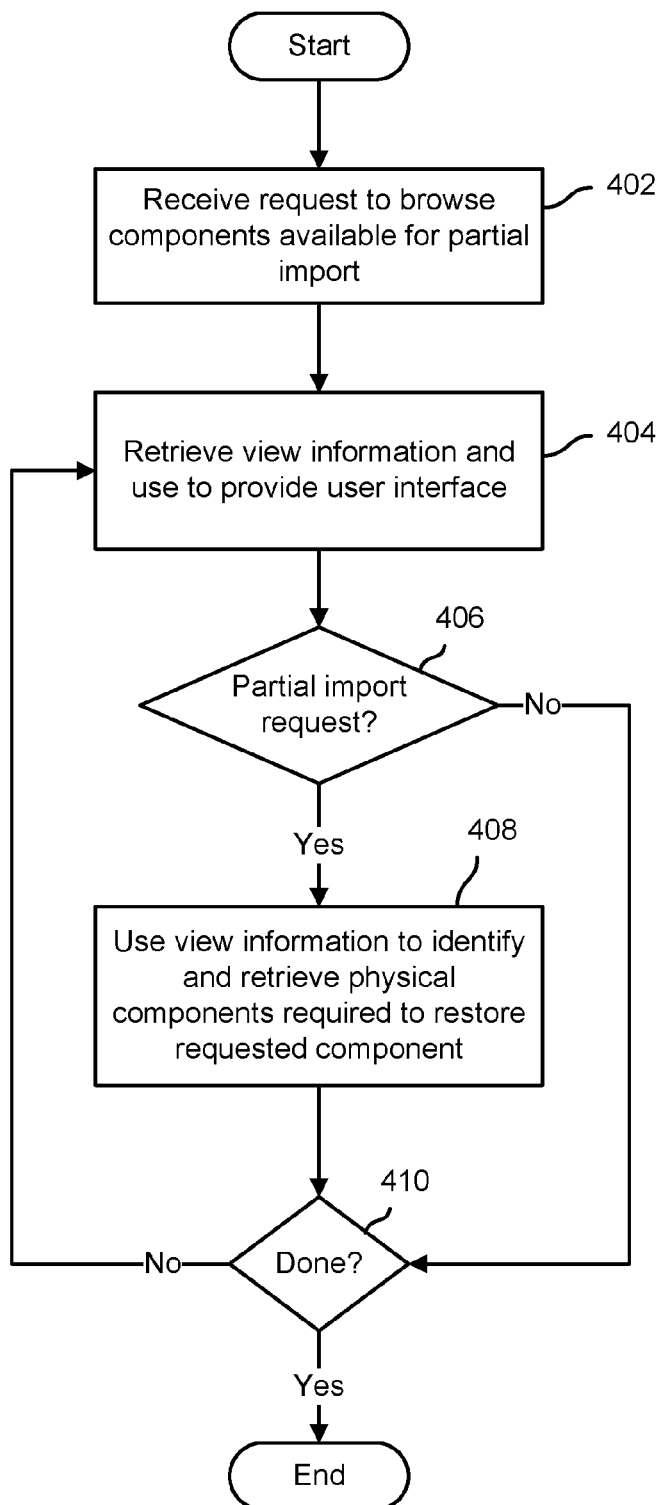 Start
Receive request to browse
components available for partial
import
402
Retrieve view information and
use to provide user interface
404
406
Partial import
request?
No
Yes
408
Use view information to identify
and retrieve physical
components required to restore
requested component
410
Done?
No
Yes
End